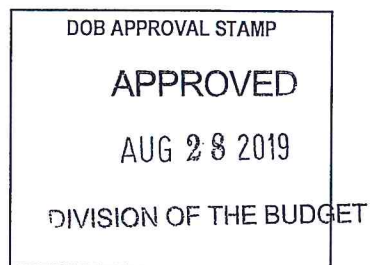 DOB APPROVAL STAMP
APPROVED
AUG 28 2019
DIVISION OF THE BUDGET